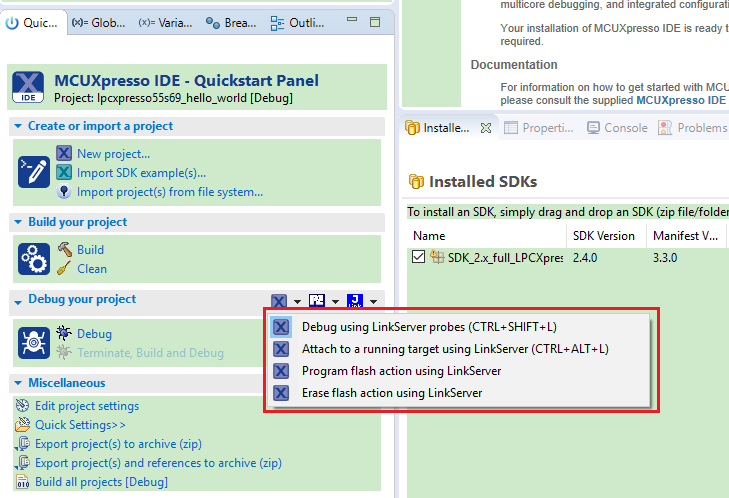 Quic...
(x)= Glob...
(x)= Varia...
Brea...
Outli...
IDE
MCUXpresso IDE - Quickstart Panel
Project: lpcxpresso55s69_hello_world [Debug]
Create or import a project
New project...
Import SDK example(s)...
Import project(s) from file system...
Build your project
Build
Clean
Debug your project
Debug
Terminate, Build and Debug
Miscellaneous
Edit project settings
Quick Settings>>
Export project(s) to archive (zip)
Export project(s) and references to archive (zip)
Build all projects [Debug]
Debug using LinkServer probes (CTRL+SHIFT+L)
Attach to a running target using LinkServer (CTRL+ALT+L)
Program flash action using LinkServer
Erase flash action using LinkServer
multicore debugging, and integrated configurati
Your installation of MCUXpresso IDE is ready t
required.
Documentation
For information on how to get started with MCU
please consult the supplied MCUXpresso IDE
Installe...
Properti...
Console
Problems
Installed SDKs
To install an SDK, simply drag and drop an SDK (zip file/folder
Name
SDK Version
Manifest V...
SDK_2.x_full_LPCXpres
2.4.0
3.3.0